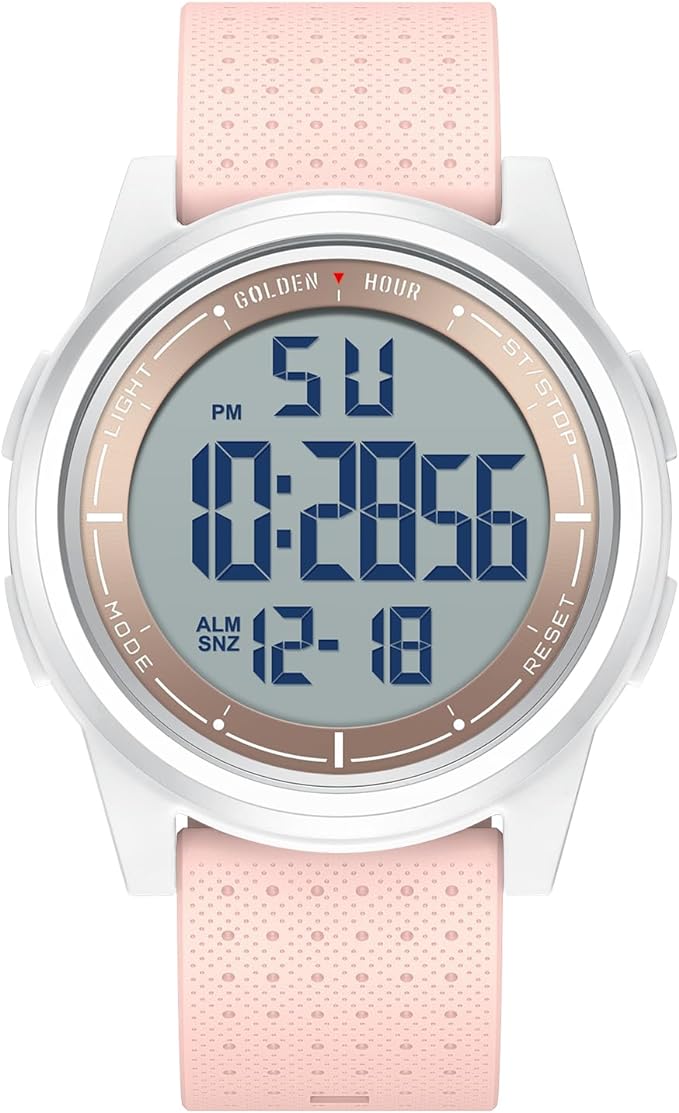 GOLDEN HOUR
LIGHT
ST/STOP
SU
PM
10:28 56
ALM
SNZ
12-18
MODE
RESET